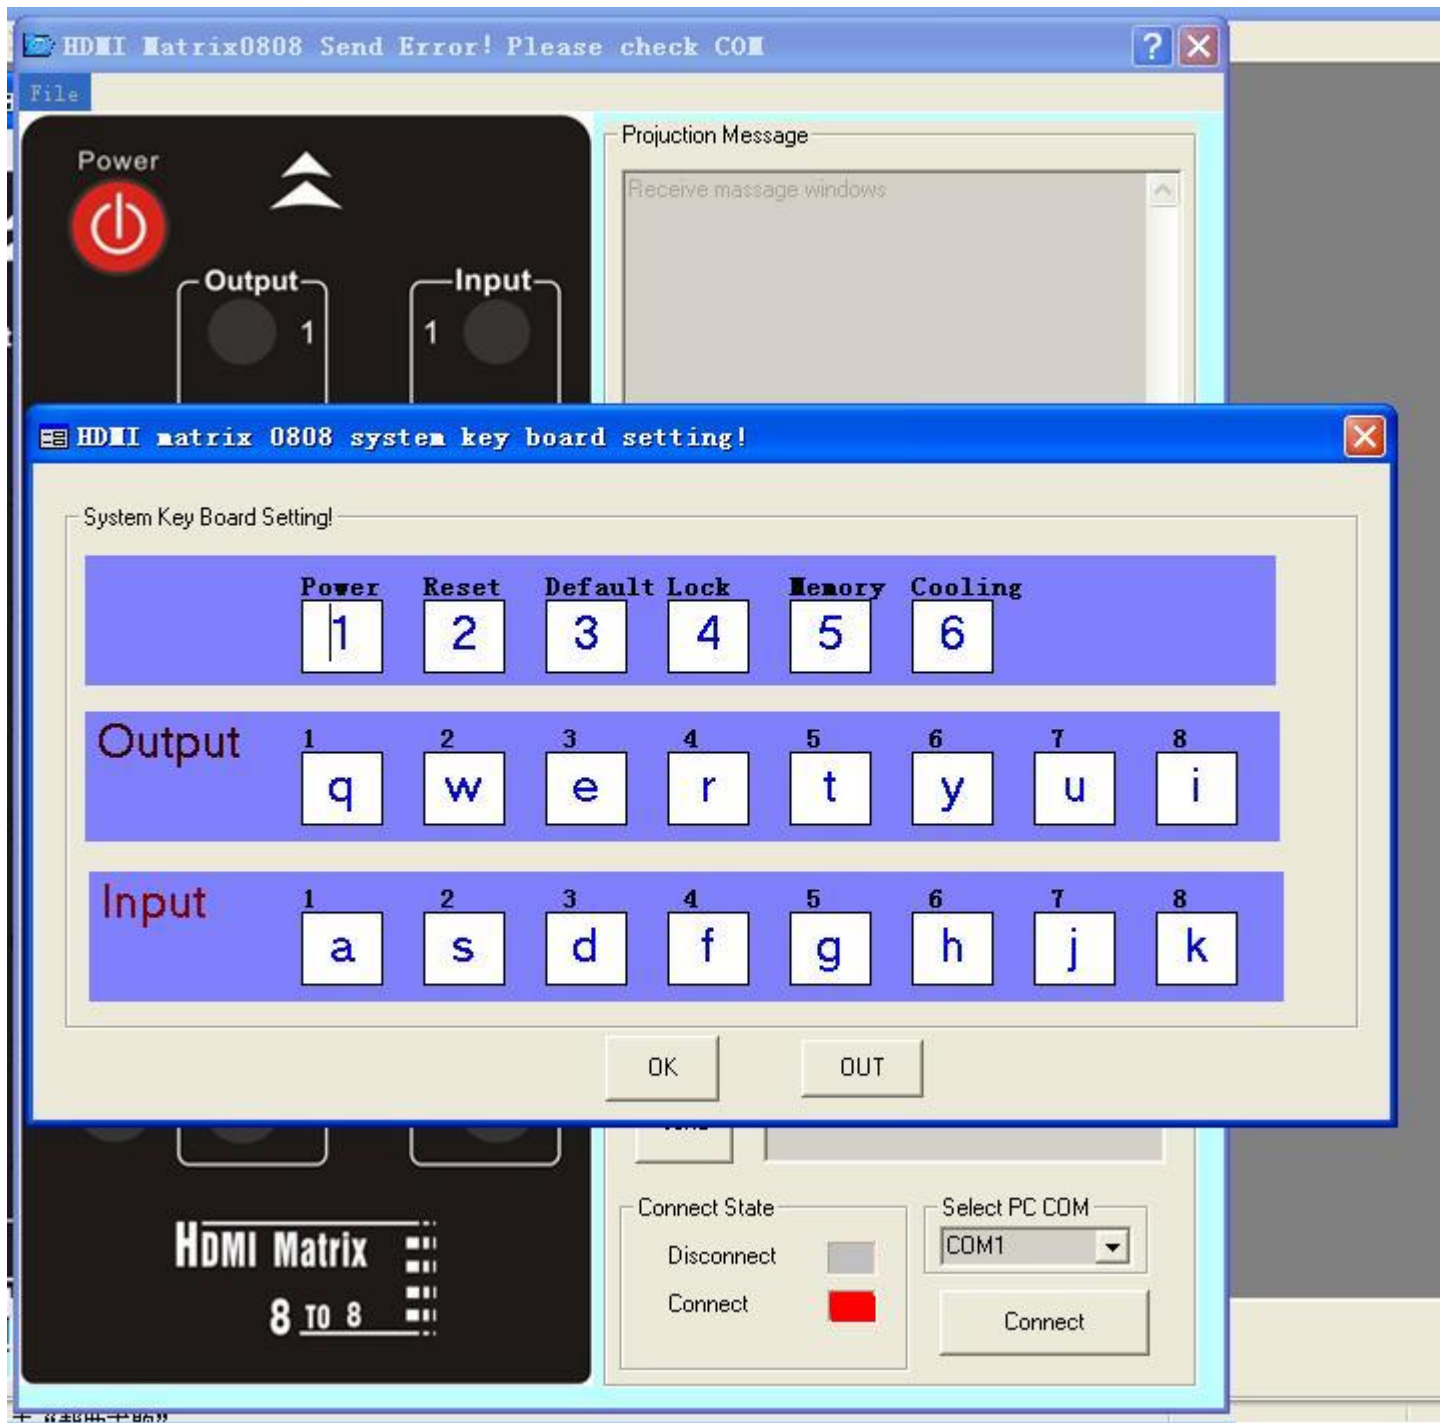 HDMI Matrix0808 Send Error! Please check COM
File
Power
Output
1
Input
1
Projuction Message
Receive massage windows
HDMI matrix 0808 system key board setting!
System Key Board Setting!
Power Reset Default Lock Memory Cooling
1 2 3 4 5 6
Output 1 2 3 4 5 6 7 8
q w e r t y u i
Input 1 2 3 4 5 6 7 8
a s d f g h j k
OK OUT
HDMI Matrix
8 TO 8
Connect State
Disconnect
Connect
Select PC COM
COM1
Connect